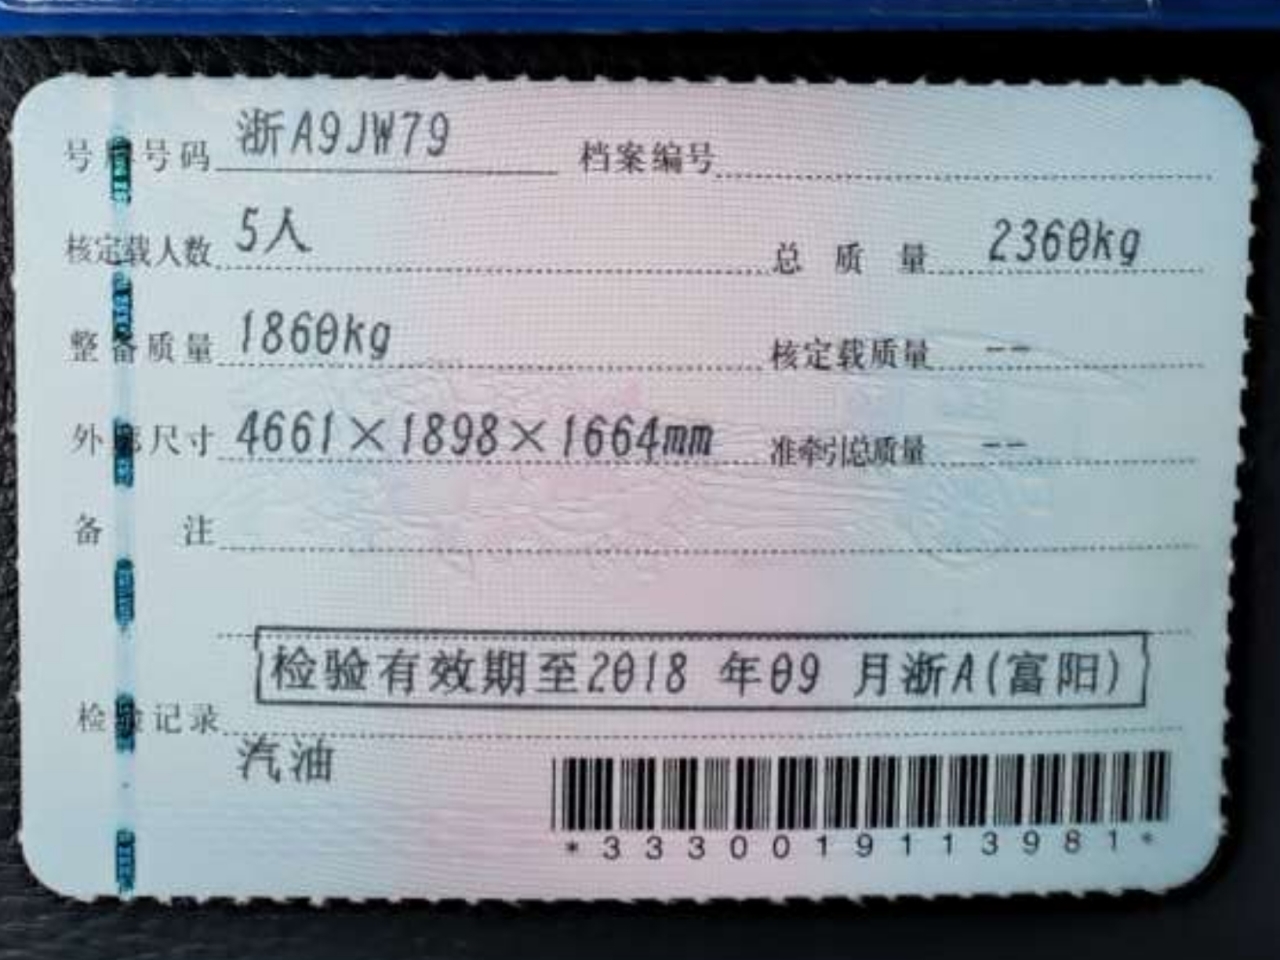 号牌号码 浙A9JW79 档案编号
核定载人数 5人 总质量 2360kg
整备质量 1860kg 核定载质量 --
外廓尺寸 4661×1898×1664mm 准牵引总质量 --
备注
检验有效期至2018 年09 月浙A(富阳)
检验记录
汽油
*3330019113981*